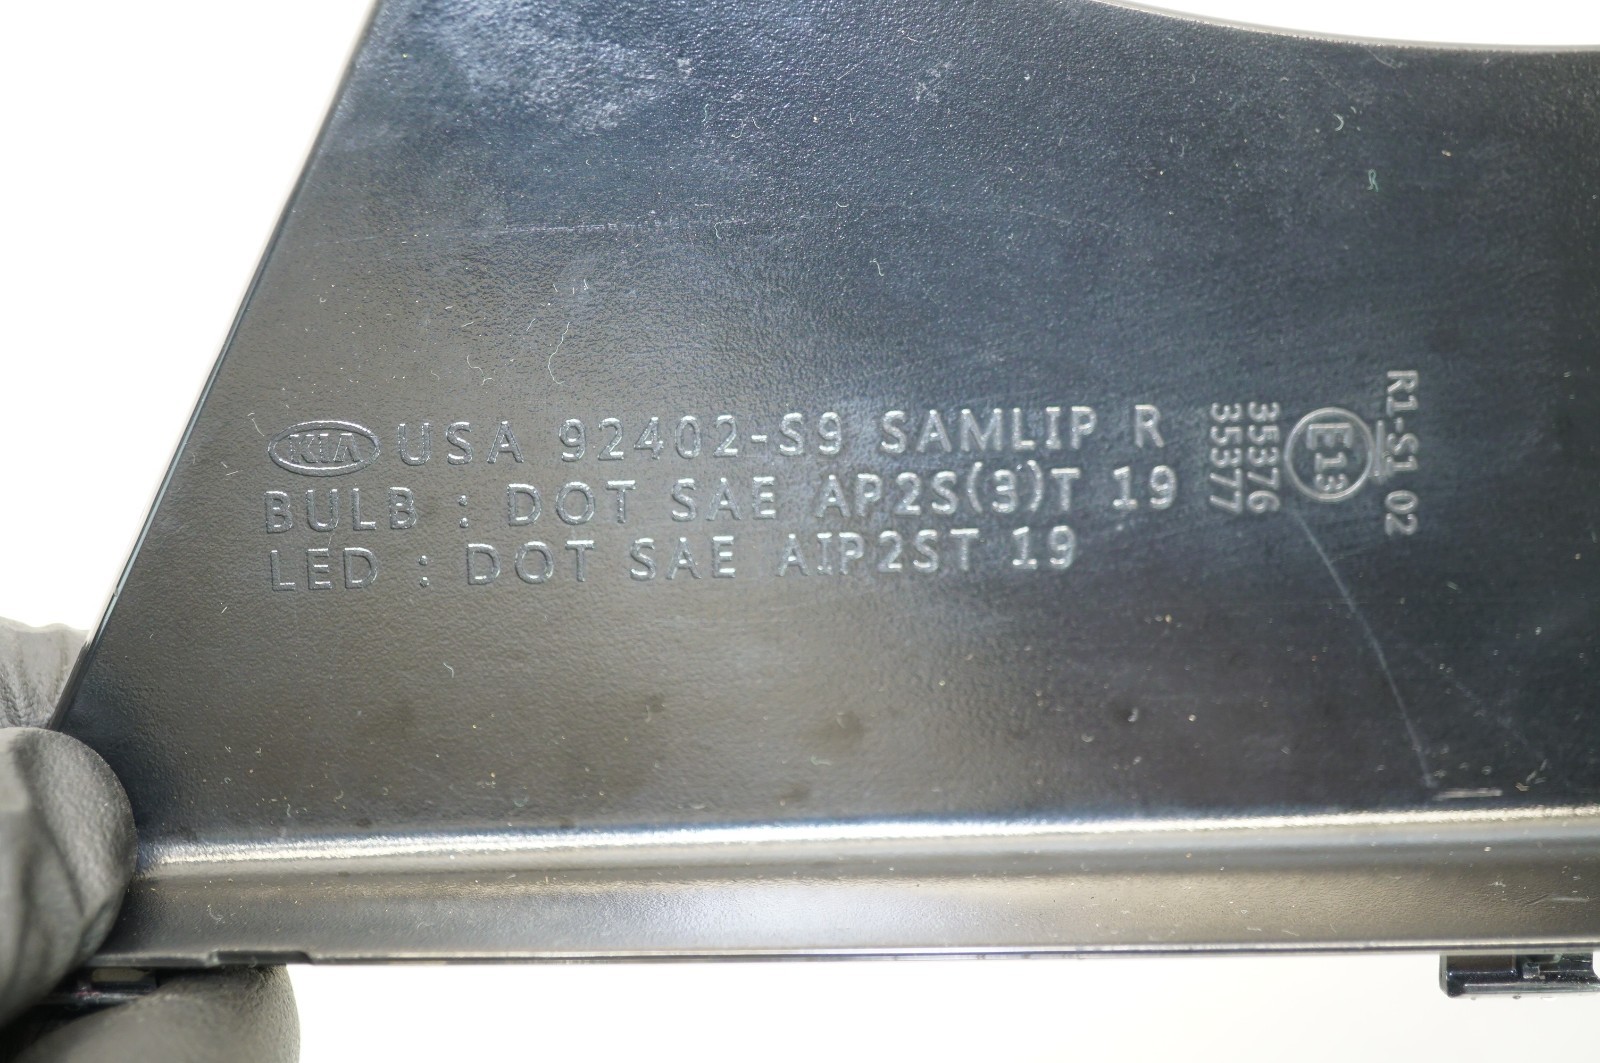 KIA USA 92402-S9 SAMLIP R
BULB : DOT SAE AP2S(3)T 19
LED : DOT SAE AIP2ST 19
R1-S1 02
E13
35376
35377